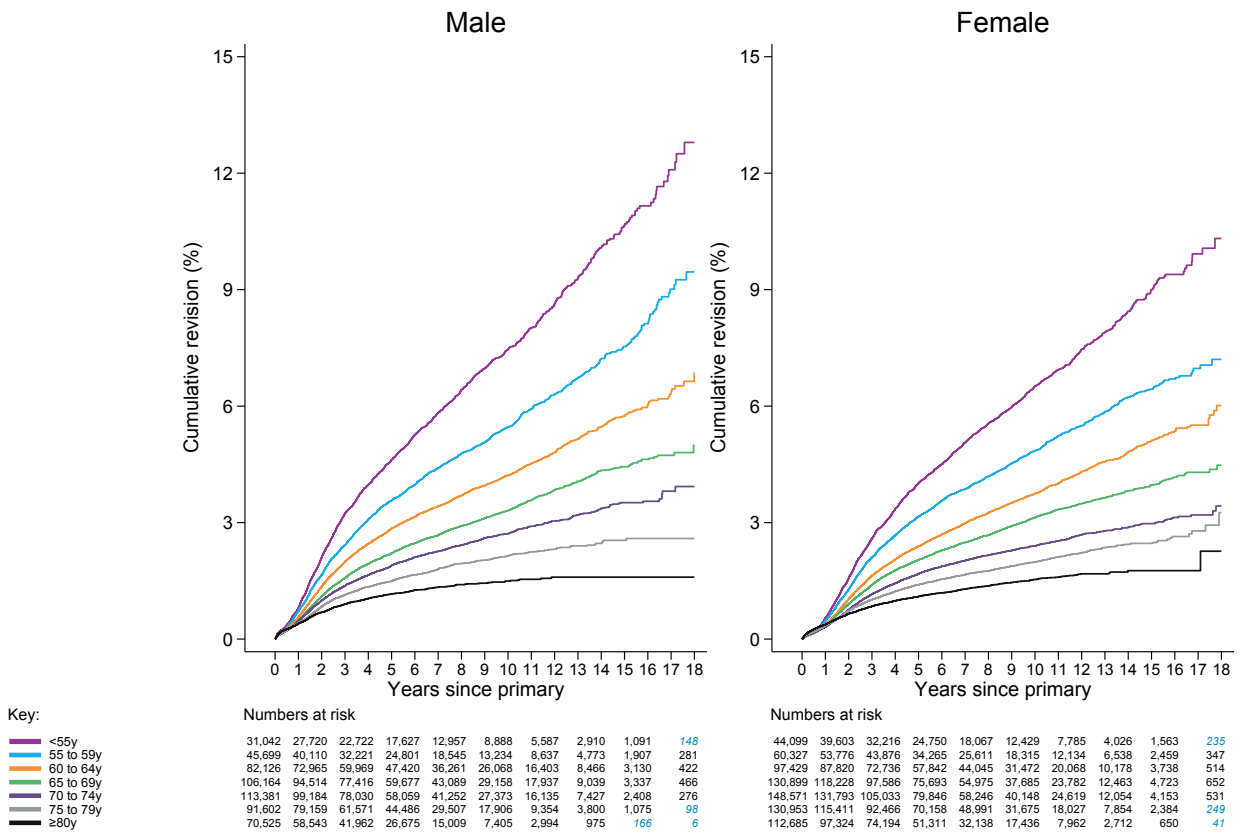 Male
Female
15
12
9
6
3
0
Cumulative revision (%)
0 1 2 3 4 5 6 7 8 9 10 11 12 13 14 15 16 17 18
Years since primary
15
12
9
6
3
0
Cumulative revision (%)
0 1 2 3 4 5 6 7 8 9 10 11 12 13 14 15 16 17 18
Years since primary
Key:
Numbers at risk
Numbers at risk
<55y 31,042 27,720 22,722 17,627 12,957 8,888 5,587 2,910 1,091 148 44,099 39,603 32,216 24,750 18,067 12,429 7,785 4,026 1,563 235
55 to 59y 45,699 40,110 32,221 24,801 18,545 13,234 8,637 4,773 1,907 281 60,327 53,776 43,876 34,265 25,611 18,315 12,134 6,538 2,459 347
60 to 64y 82,126 72,965 59,969 47,420 36,261 26,068 16,403 8,466 3,130 422 97,429 87,820 72,736 57,842 44,045 31,472 20,068 10,178 3,738 514
65 to 69y 106,164 94,514 77,416 59,677 43,089 29,158 17,937 9,039 3,337 466 130,899 118,228 97,586 75,693 54,975 37,685 23,782 12,463 4,723 652
70 to 74y 113,381 99,184 78,030 58,059 41,252 27,373 16,135 7,427 2,408 276 148,571 131,793 105,033 79,846 58,246 40,148 24,619 12,054 4,153 531
75 to 79y 91,602 79,159 61,571 44,486 29,507 17,906 9,354 3,800 1,075 98 130,953 115,411 92,466 70,158 48,991 31,675 18,027 7,854 2,384 249
≥80y 70,525 58,543 41,962 26,675 15,009 7,405 2,994 975 166 6 112,685 97,324 74,194 51,311 32,138 17,436 7,962 2,712 650 41